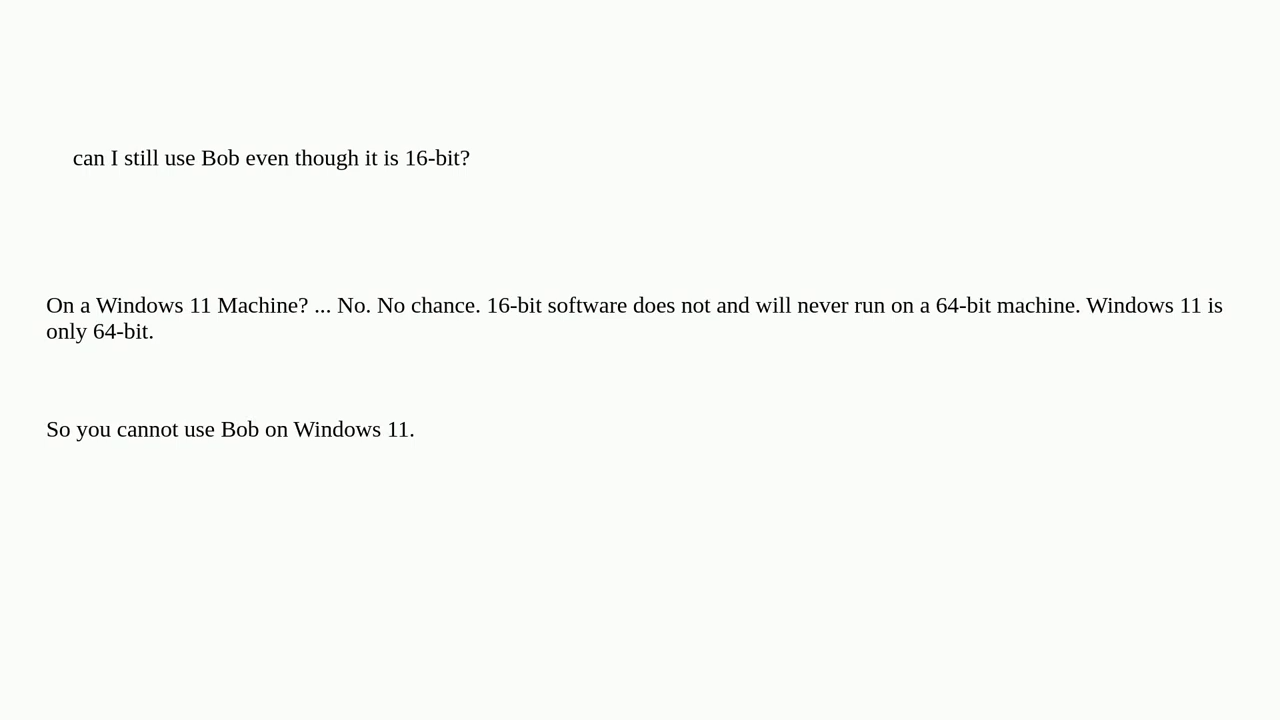 can I still use Bob even though it is 16-bit?
On a Windows 11 Machine? ... No. No chance. 16-bit software does not and will never run on a 64-bit machine. Windows 11 is
only 64-bit.
So you cannot use Bob on Windows 11.